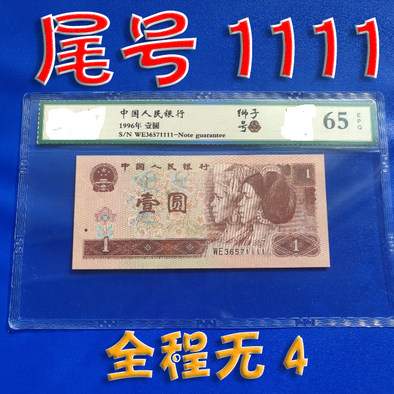 尾号 1111
中国人民银行
1996年 壹圆
S/N WE36571111-Note guarantee
狮子
号
65 EPQ
中国人民银行
1
壹圆
WE36571111
1
1
全程无 4